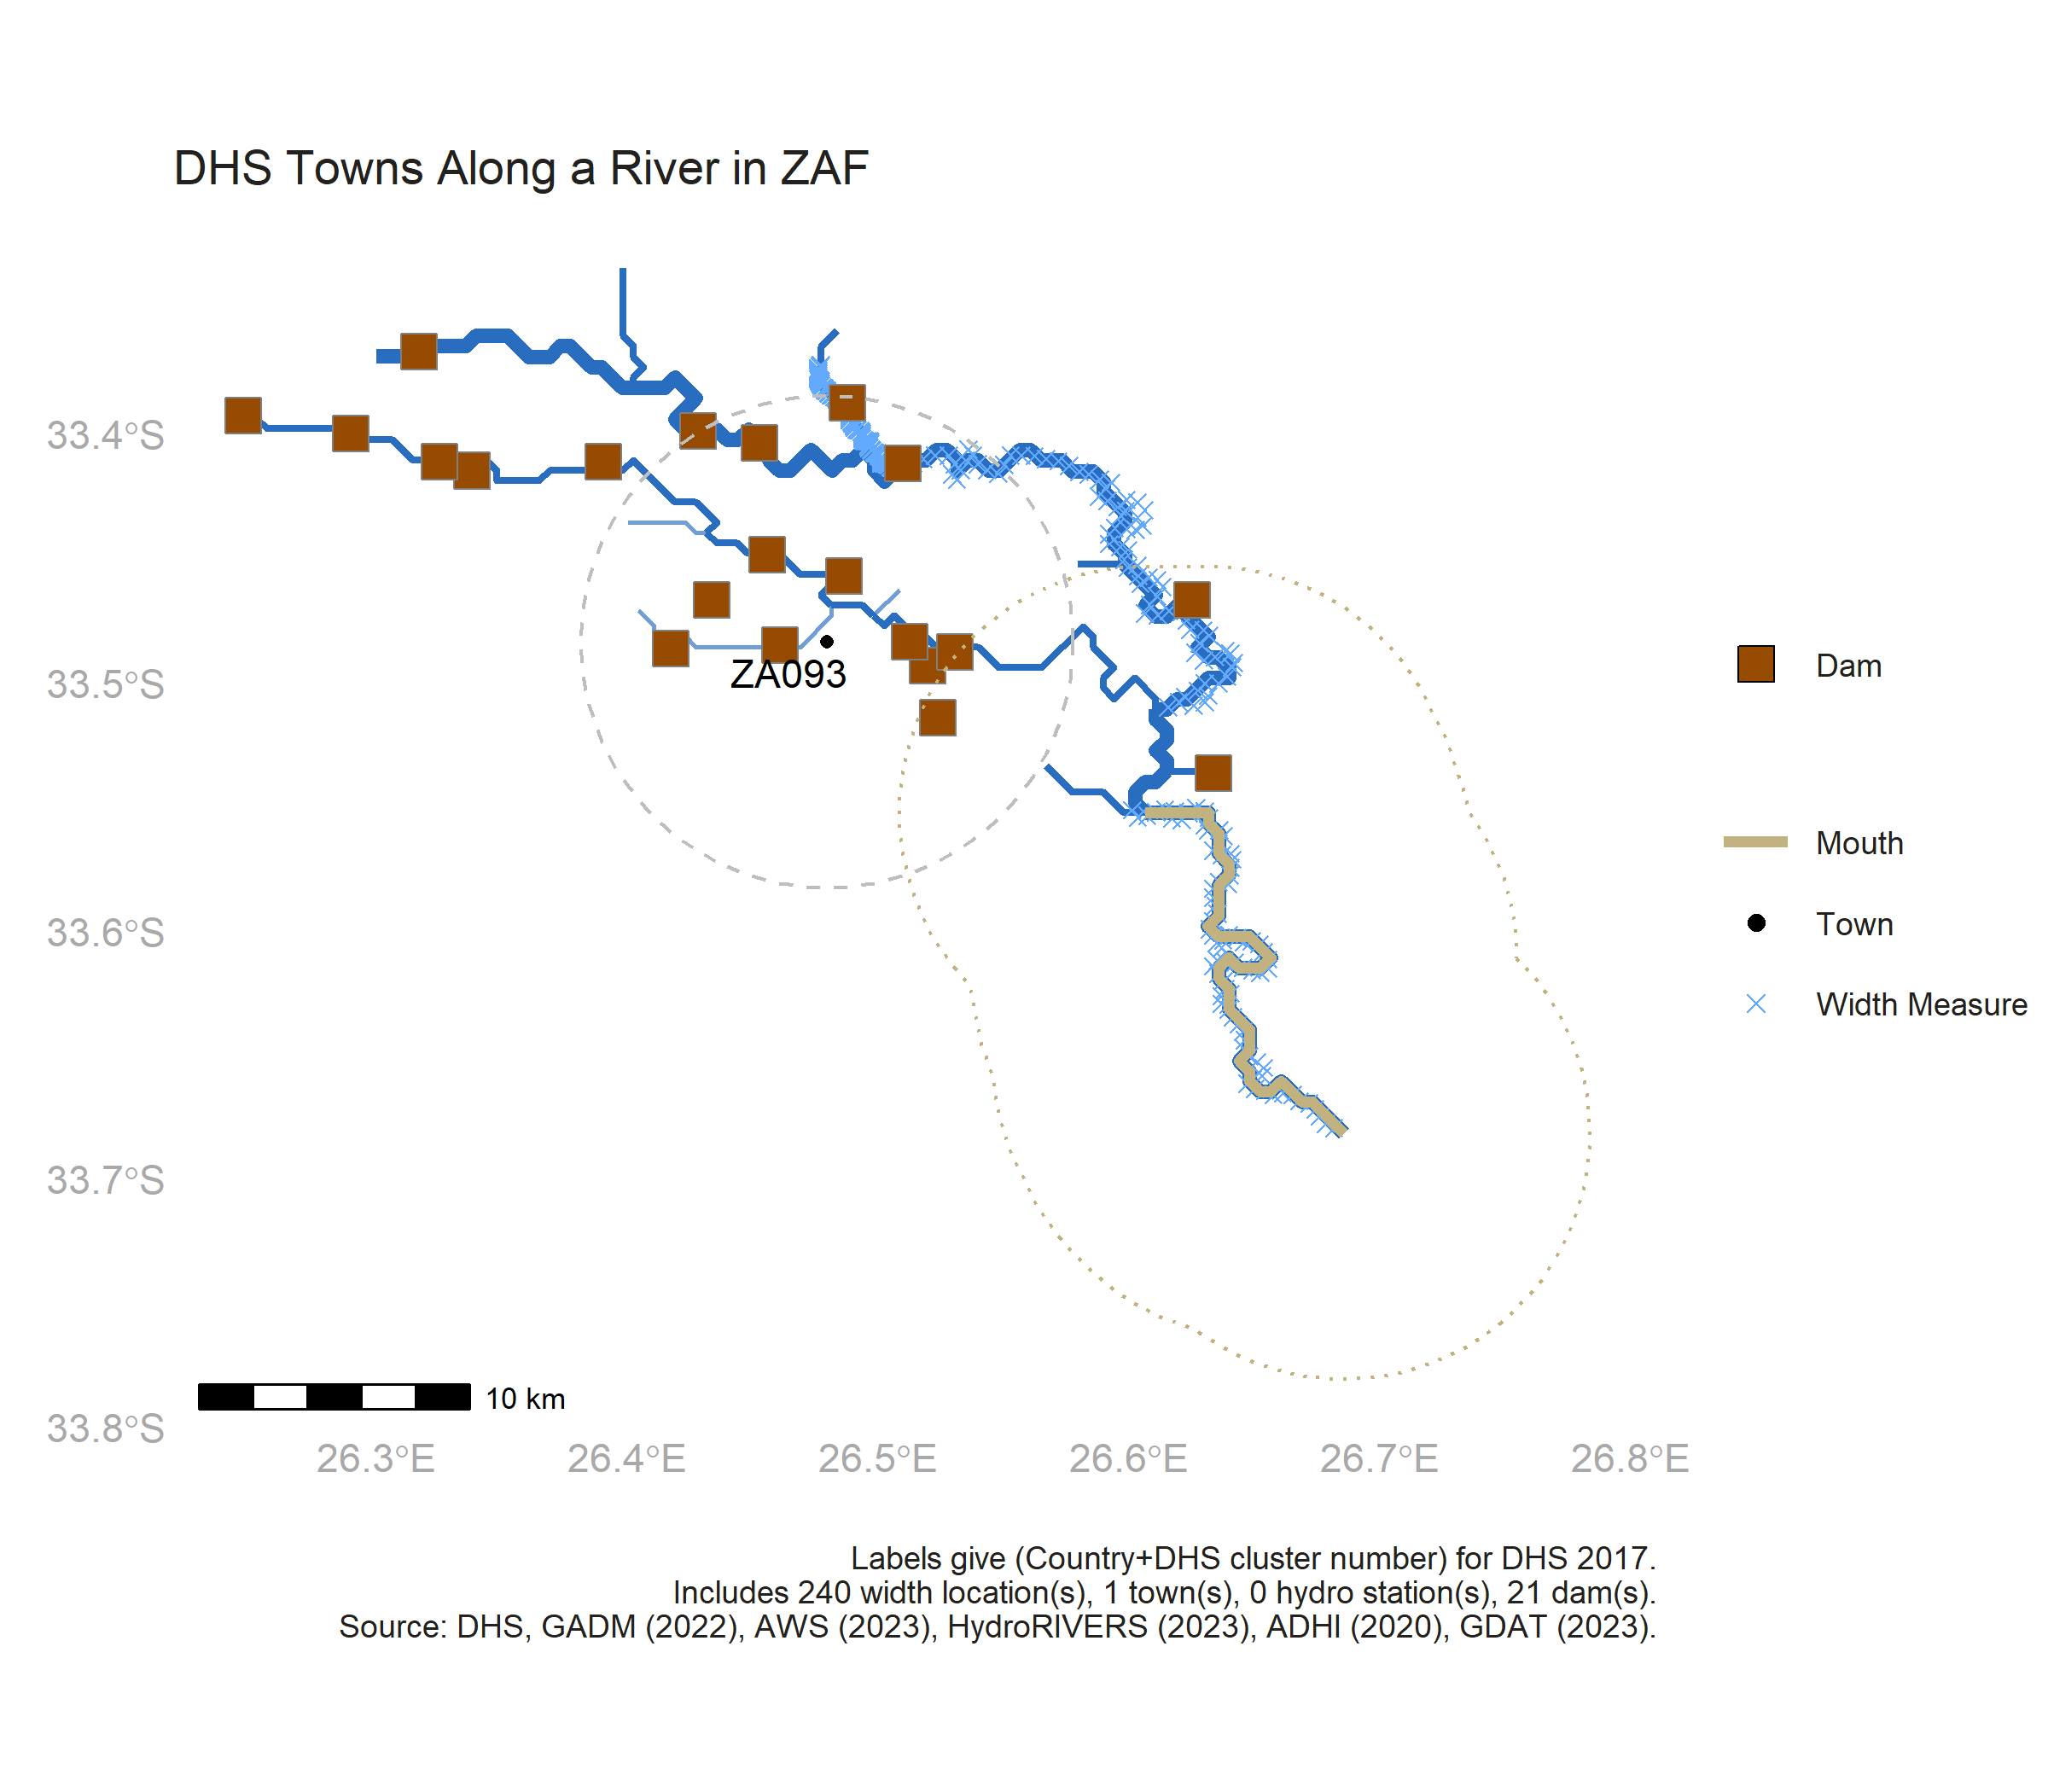 DHS Towns Along a River in ZAF
33.4°S
33.5°S
33.6°S
33.7°S
33.8°S
ZA093
Dam
Mouth
Town
Width Measure
10 km
26.3°E
26.4°E
26.5°E
26.6°E
26.7°E
26.8°E
Labels give (Country+DHS cluster number) for DHS 2017.
Includes 240 width location(s), 1 town(s), 0 hydro station(s), 21 dam(s).
Source: DHS, GADM (2022), AWS (2023), HydroRIVERS (2023), ADHI (2020), GDAT (2023).